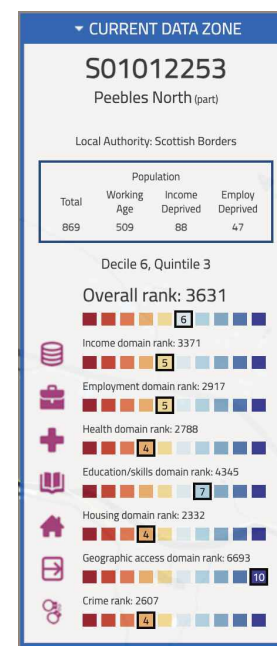 CURRENT DATA ZONE
S01012253
Peebles North (part)
Local Authority: Scottish Borders
Population
Total Working Age Income Deprived Employ Deprived
869 509 88 47
Decile 6, Quintile 3
Overall rank: 3631
6
Income domain rank: 3371
5
Employment domain rank: 2917
5
Health domain rank: 2788
4
Education/skills domain rank: 4345
7
Housing domain rank: 2332
4
Geographic access domain rank: 6693
10
Crime rank: 2607
4